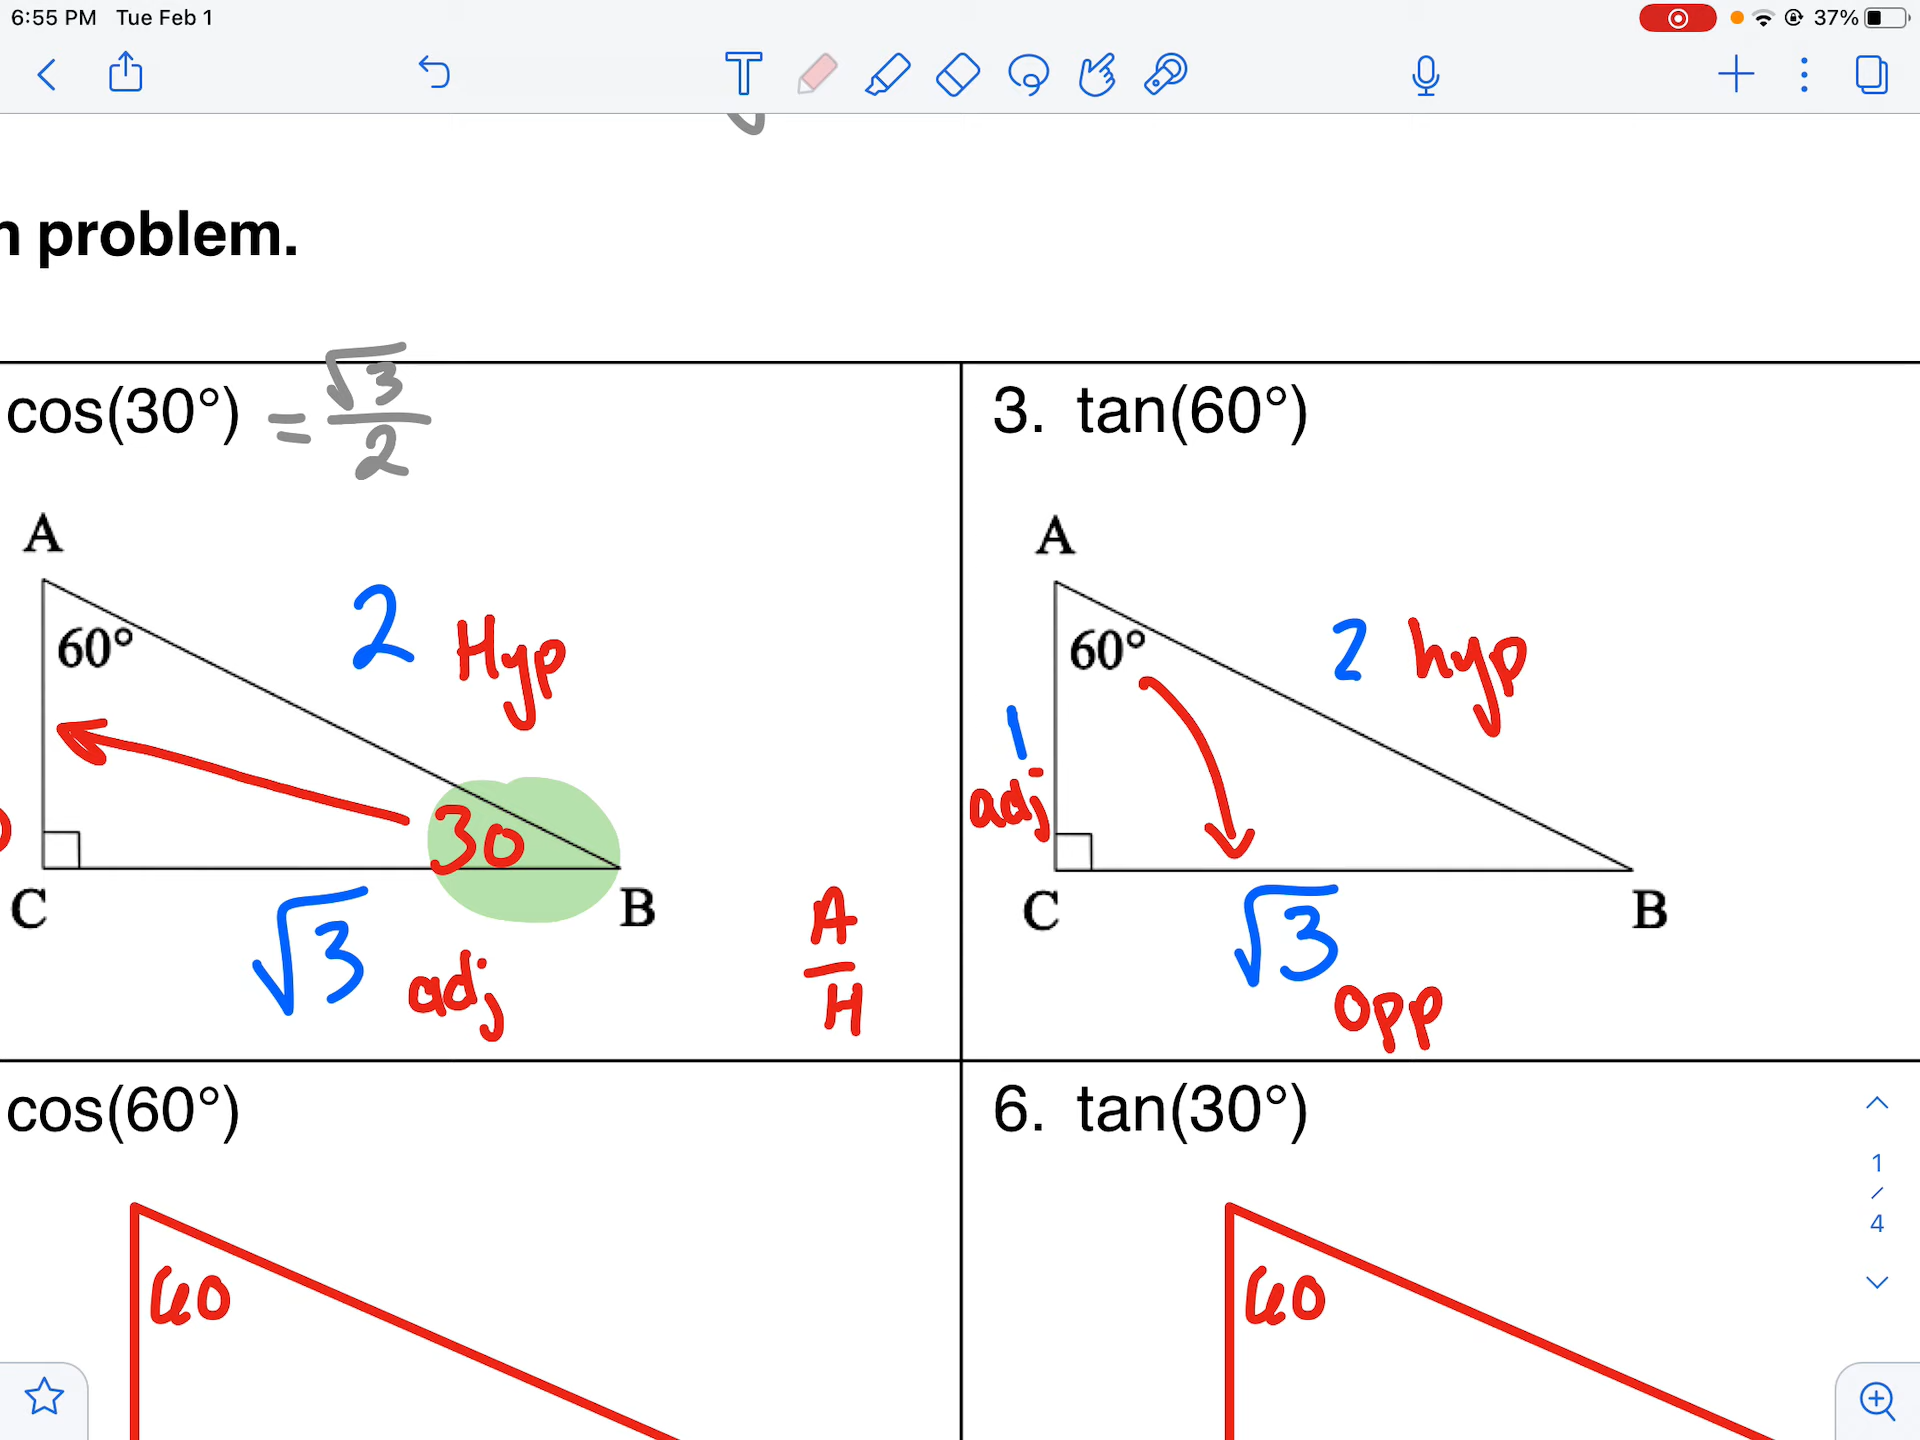 6:55 PM Tue Feb 1
37%
T
problem.
cos(30°) = √3/2
A
60°
2 Hyp
30
C
B
√3 adj
A/H
3. tan(60°)
A
60°
2 hyp
1
adj
C
B
√3
opp
cos(60°)
60
6. tan(30°)
60
1
/
4